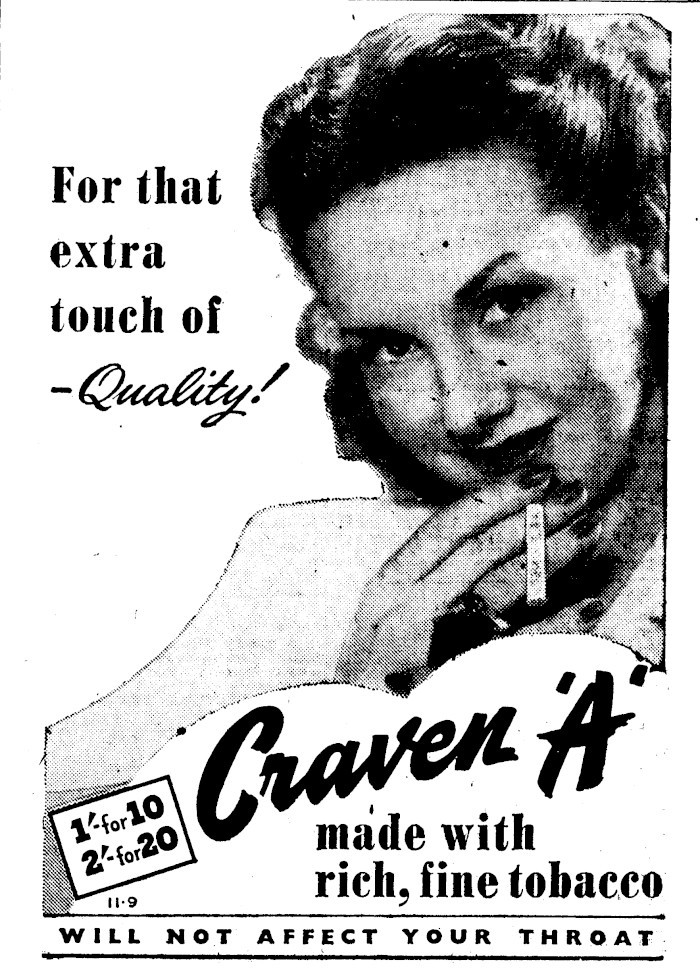 For that
extra
touch of
-Quality!
Craven 'A'
1/-for 10
2/-for 20
made with
rich, fine tobacco
11·9
WILL NOT AFFECT YOUR THROAT